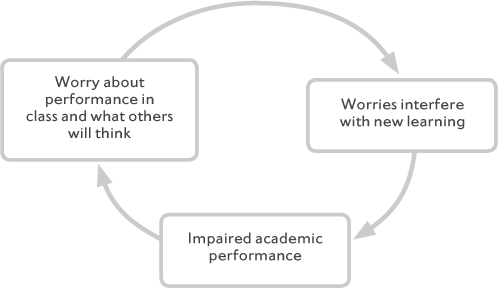 Worry about
performance in
class and what others
will think
Worries interfere
with new learning
Impaired academic
performance